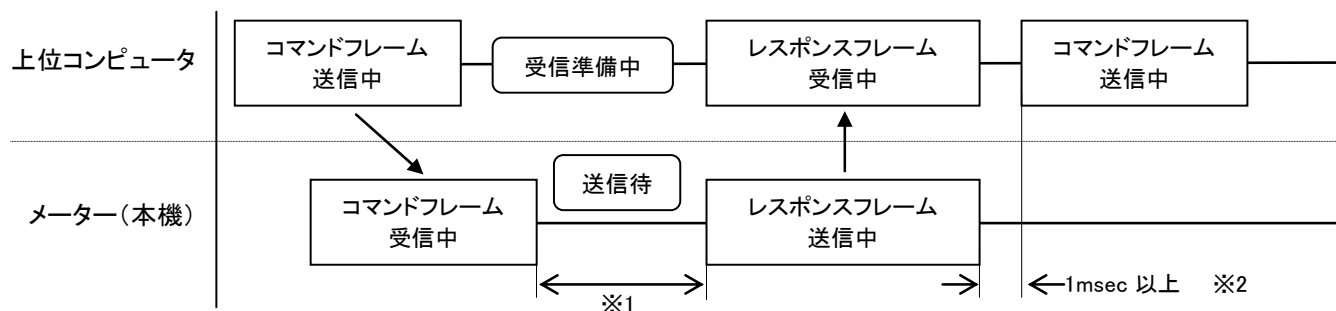 上位コンピュータ
コマンドフレーム
送信中
受信準備中
レスポンスフレーム
受信中
コマンドフレーム
送信中
メーター(本機)
コマンドフレーム
受信中
送信待
レスポンスフレーム
送信中
※1
1msec 以上 ※2